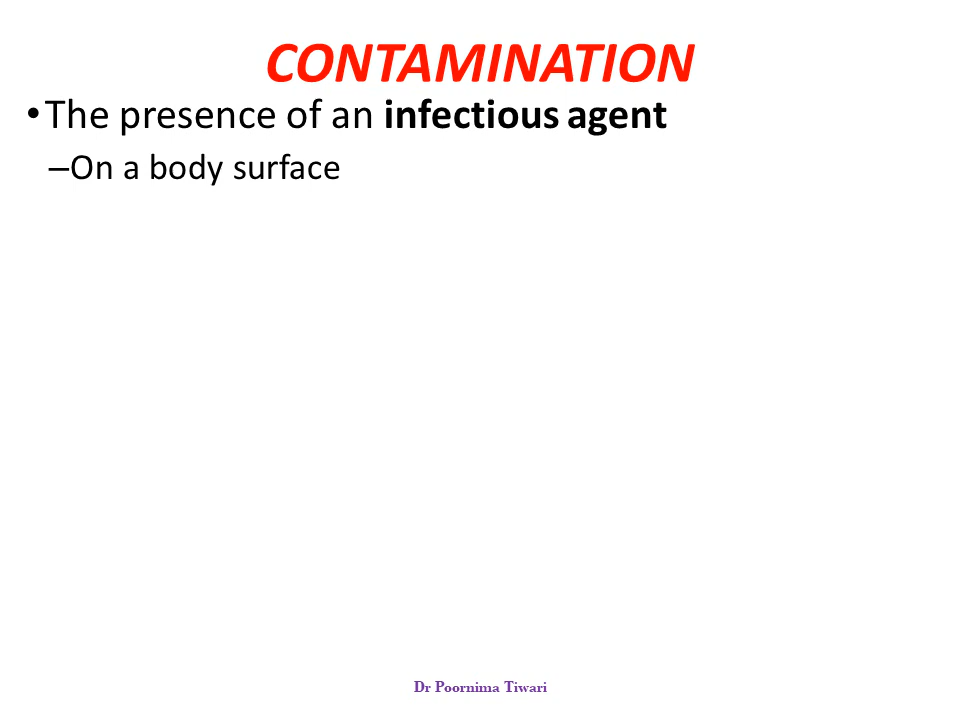 CONTAMINATION
•The presence of an infectious agent
–On a body surface
Dr Poornima Tiwari